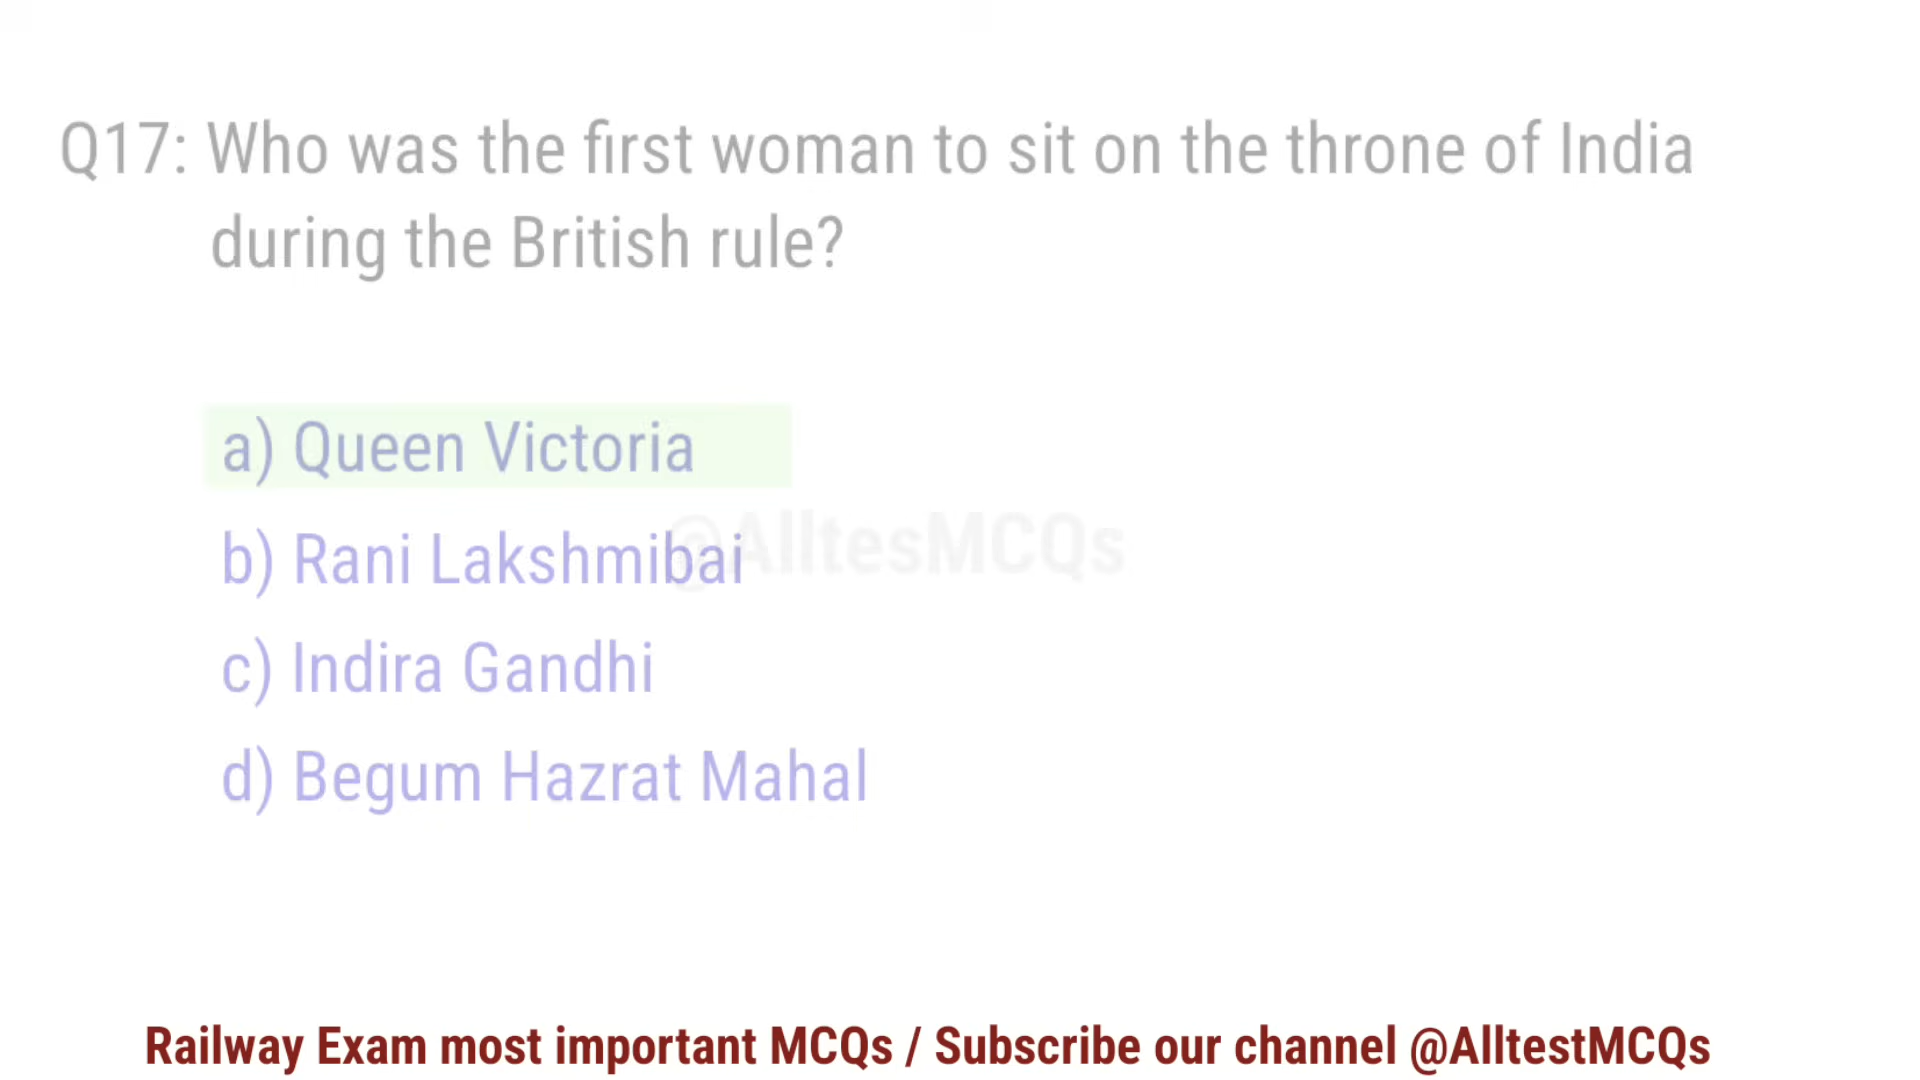 Q17: Who was the first woman to sit on the throne of India
during the British rule?
a) Queen Victoria
@AlltesMCQs
b) Rani Lakshmibai
c) Indira Gandhi
d) Begum Hazrat Mahal
Railway Exam most important MCQs / Subscribe our channel @AlltestMCQs